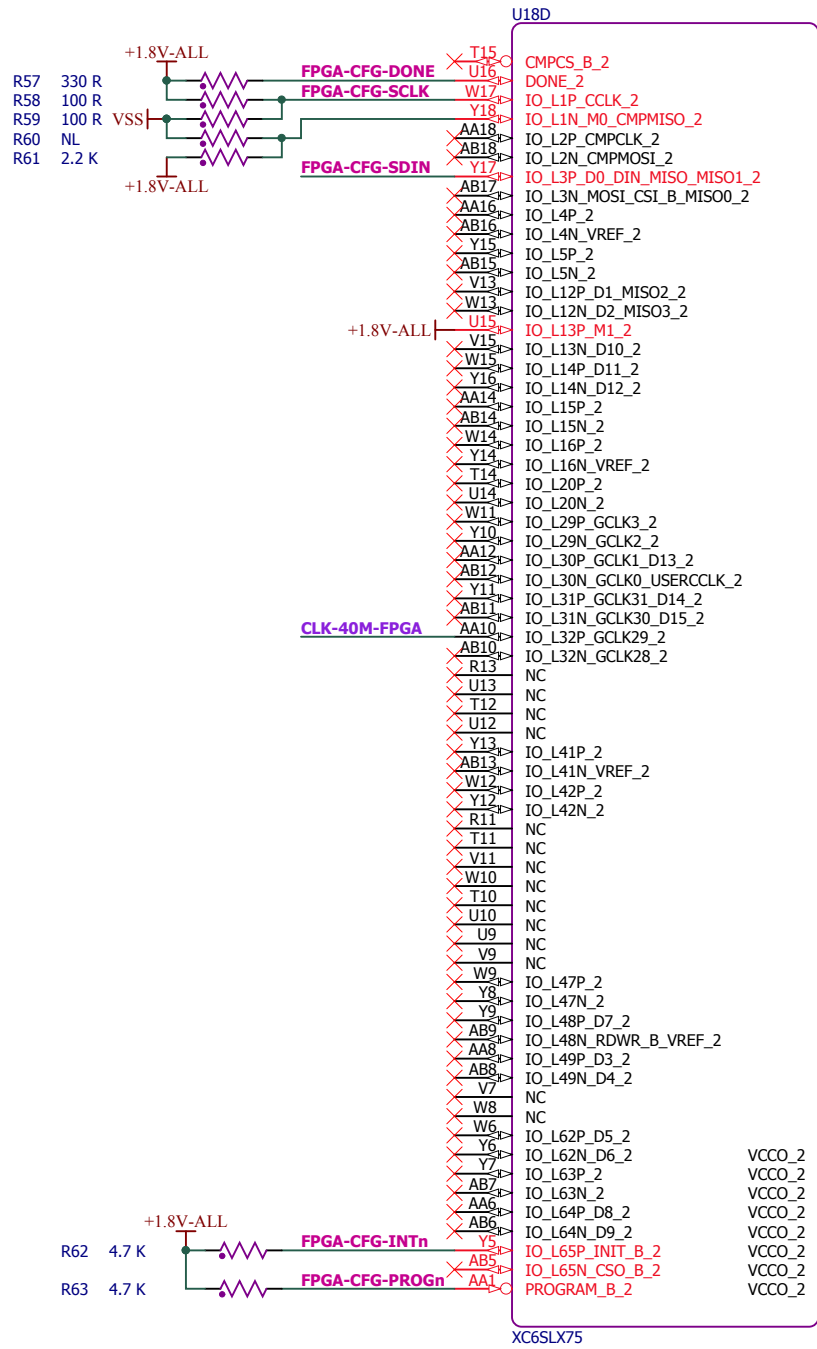 U18D
+1.8V-ALL
T15 CMPCS_B_2
R57 330 R FPGA-CFG-DONE U16 DONE_2
R58 100 R FPGA-CFG-SCLK W17 IO_L1P_CCLK_2
R59 100 R VSS Y18 IO_L1N_M0_CMPMISO_2
R60 NL AA18 IO_L2P_CMPCLK_2
R61 2.2 K AB18 IO_L2N_CMPMOSI_2
+1.8V-ALL FPGA-CFG-SDIN Y17 IO_L3P_D0_DIN_MISO_MISO1_2
AB17 IO_L3N_MOSI_CSI_B_MISO0_2
AA16 IO_L4P_2
AB16 IO_L4N_VREF_2
Y15 IO_L5P_2
AB15 IO_L5N_2
V13 IO_L12P_D1_MISO2_2
W13 IO_L12N_D2_MISO3_2
+1.8V-ALL U15 IO_L13P_M1_2
V15 IO_L13N_D10_2
W15 IO_L14P_D11_2
Y16 IO_L14N_D12_2
AA14 IO_L15P_2
AB14 IO_L15N_2
W14 IO_L16P_2
Y14 IO_L16N_VREF_2
T14 IO_L20P_2
U14 IO_L20N_2
W11 IO_L29P_GCLK3_2
Y10 IO_L29N_GCLK2_2
AA12 IO_L30P_GCLK1_D13_2
AB12 IO_L30N_GCLK0_USERCCLK_2
Y11 IO_L31P_GCLK31_D14_2
AB11 IO_L31N_GCLK30_D15_2
CLK-40M-FPGA AA10 IO_L32P_GCLK29_2
AB10 IO_L32N_GCLK28_2
R13 NC
U13 NC
T12 NC
U12 NC
Y13 IO_L41P_2
AB13 IO_L41N_VREF_2
W12 IO_L42P_2
Y12 IO_L42N_2
R11 NC
T11 NC
V11 NC
W10 NC
T10 NC
U10 NC
U9 NC
V9 NC
W9 IO_L47P_2
Y8 IO_L47N_2
Y9 IO_L48P_D7_2
AB9 IO_L48N_RDWR_B_VREF_2
AA8 IO_L49P_D3_2
AB8 IO_L49N_D4_2
V7 NC
W8 NC
W6 IO_L62P_D5_2
Y6 IO_L62N_D6_2 VCCO_2
Y7 IO_L63P_2 VCCO_2
AB7 IO_L63N_2 VCCO_2
AA6 IO_L64P_D8_2 VCCO_2
+1.8V-ALL AB6 IO_L64N_D9_2 VCCO_2
R62 4.7 K FPGA-CFG-INTn Y5 IO_L65P_INIT_B_2 VCCO_2
AB5 IO_L65N_CSO_B_2 VCCO_2
R63 4.7 K FPGA-CFG-PROGn AA1 PROGRAM_B_2 VCCO_2
XC6SLX75